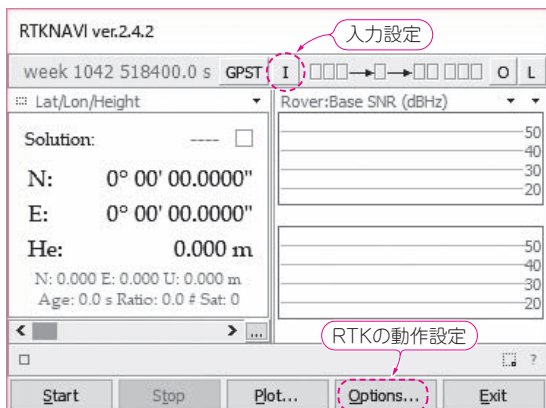 RTKNAVI ver.2.4.2
入力設定
week 1042 518400.0 s GPST I O L
Lat/Lon/Height
Rover:Base SNR (dBHz)
Solution: ----
N: 0° 00' 00.0000"
E: 0° 00' 00.0000"
He: 0.000 m
N: 0.000 E: 0.000 U: 0.000 m
Age: 0.0 s Ratio: 0.0 # Sat: 0
50
40
30
20
50
40
30
20
...
RTKの動作設定
?
Start Stop Plot... Options... Exit